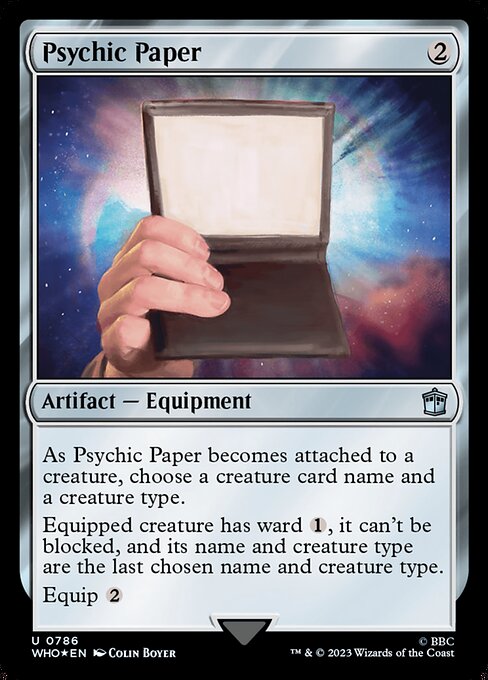 Psychic Paper 2
Artifact — Equipment
As Psychic Paper becomes attached to a
creature, choose a creature card name and
a creature type.
Equipped creature has ward 1, it can't be
blocked, and its name and creature type
are the last chosen name and creature type.
Equip 2
U 0786 © BBC
WHO★EN Colin Boyer ™ & © 2023 Wizards of the Coast